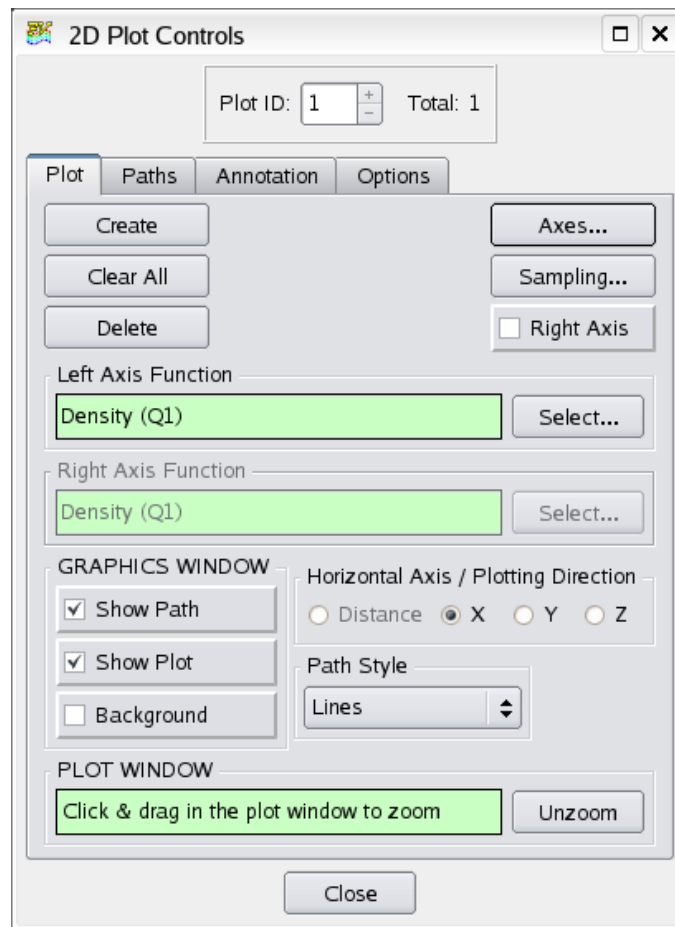 2D Plot Controls
Plot ID: 1 Total: 1
Plot Paths Annotation Options
Create Axes...
Clear All Sampling...
Delete Right Axis
Left Axis Function
Density (Q1) Select...
Right Axis Function
Density (Q1) Select...
GRAPHICS WINDOW
Show Path
Show Plot
Background
Horizontal Axis / Plotting Direction
Distance X Y Z
Path Style
Lines
PLOT WINDOW
Click & drag in the plot window to zoom Unzoom
Close